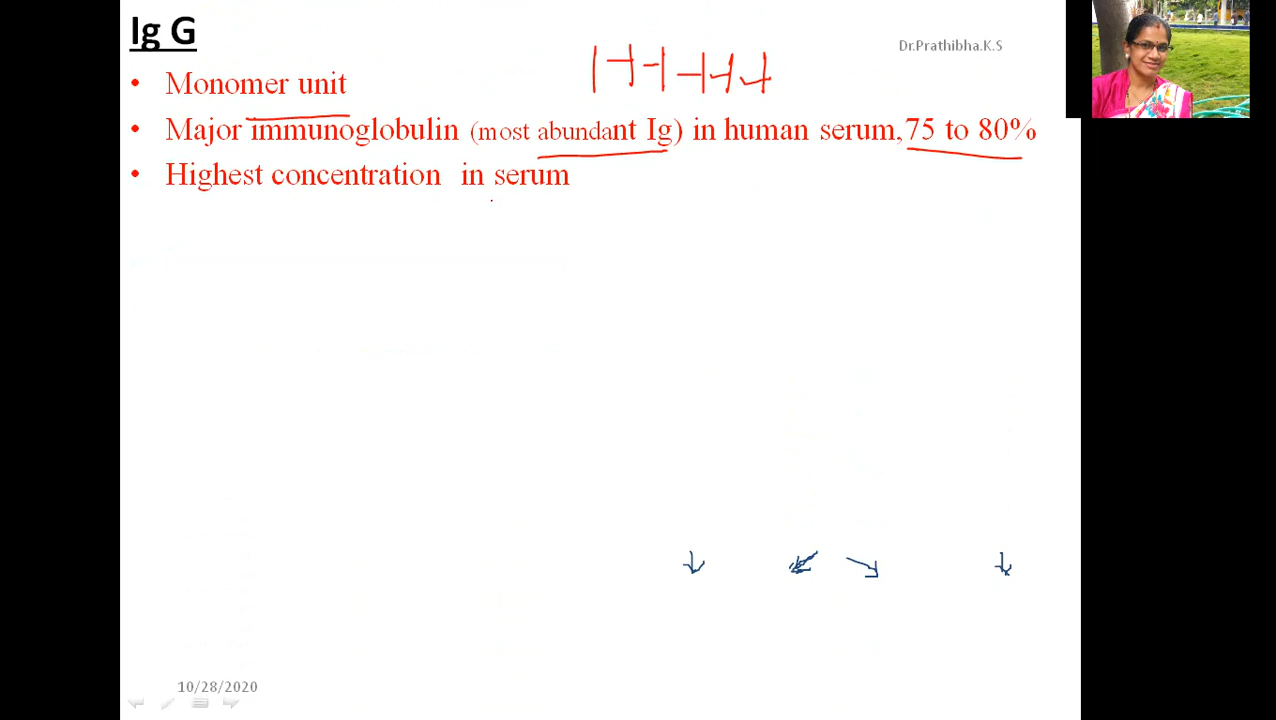 Ig G
Dr.Prathibha.K.S
• Monomer unit
• Major immunoglobulin (most abundant Ig) in human serum, 75 to 80%
• Highest concentration in serum
10/28/2020